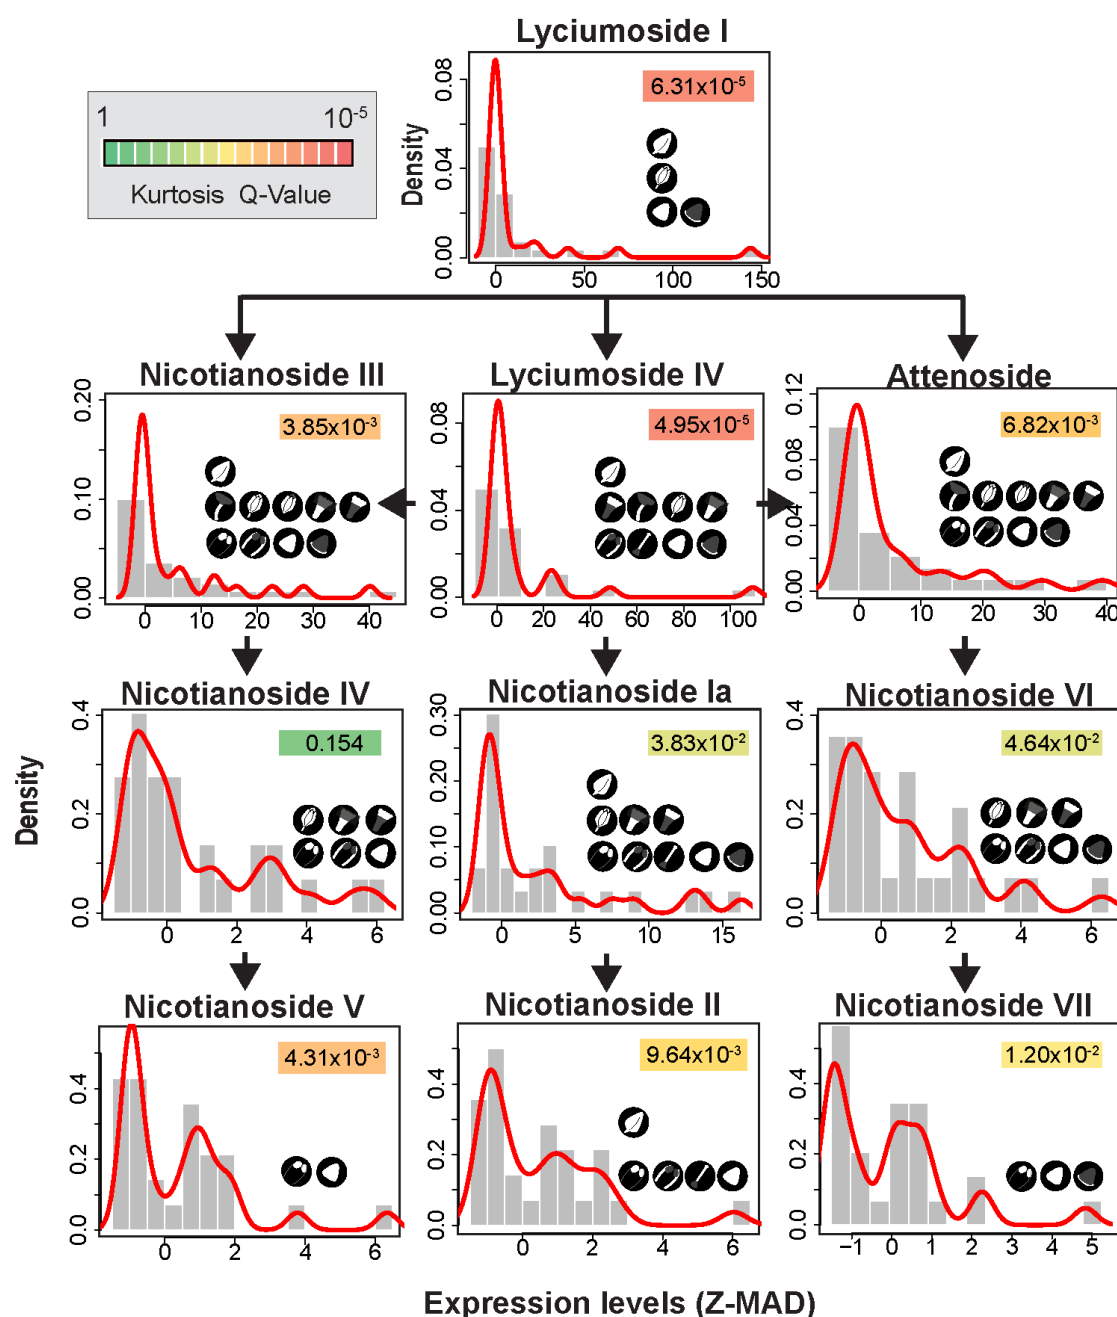 Lyciumoside I
1 10⁻⁵
Kurtosis Q-Value
Density
0.00 0.04 0.08
6.31x10⁻⁵
0 50 100 150
Nicotianoside III
0.00 0.10 0.20
3.85x10⁻³
0 10 20 30 40
Lyciumoside IV
0.00 0.04 0.08
4.95x10⁻⁵
0 20 40 60 80 100
Attenoside
0.00 0.04 0.08 0.12
6.82x10⁻³
0 10 20 30 40
Density
Nicotianoside IV
0.0 0.2 0.4
0.154
0 2 4 6
Nicotianoside Ia
0.00 0.10 0.20 0.30
3.83x10⁻²
0 5 10 15
Nicotianoside VI
0.0 0.2 0.4
4.64x10⁻²
0 2 4 6
Nicotianoside V
0.0 0.2 0.4
4.31x10⁻³
0 2 4 6
Nicotianoside II
0.0 0.2 0.4
9.64x10⁻³
0 2 4 6
Nicotianoside VII
0.0 0.2 0.4
1.20x10⁻²
−1 0 1 2 3 4 5
Expression levels (Z-MAD)